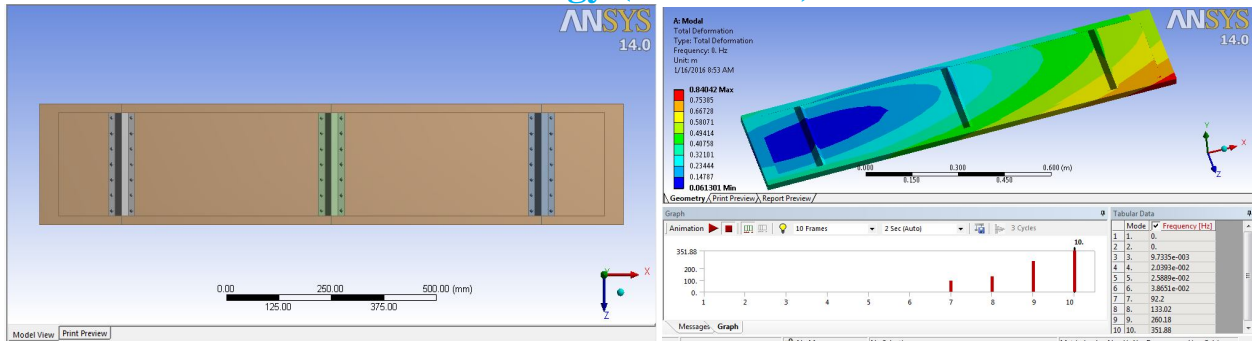 ANSYS
14.0
0.00 250.00 500.00 (mm)
125.00 375.00
X
Y
Z
Model View Print Preview
A: Modal
Total Deformation
Type: Total Deformation
Frequency: 0. Hz
Unit: m
1/16/2016 8:53 AM
0.84042 Max
0.75385
0.66728
0.58071
0.49414
0.40758
0.32101
0.23444
0.14787
0.061301 Min
ANSYS
14.0
0.000 0.300 0.600 (m)
0.150 0.450
Y
X
Z
Geometry Print Preview Report Preview
Graph
Animation 10 Frames 2 Sec (Auto) 3 Cycles
10.
351.88
200.
100.
0.
1 2 3 4 5 6 7 8 9 10
Messages Graph
Tabular Data
Mode Frequency [Hz]
1 1. 0.
2 2. 0.
3 3. 9.7335e-003
4 4. 2.0393e-002
5 5. 2.5889e-002
6 6. 3.8651e-002
7 7. 92.2
8 8. 133.02
9 9. 260.18
10 10. 351.88